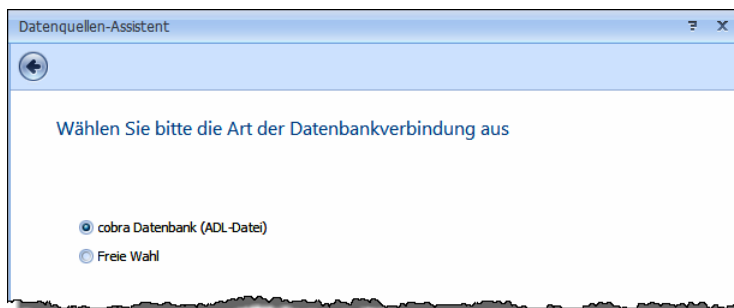 Datenquellen-Assistent
Wählen Sie bitte die Art der Datenbankverbindung aus
cobra Datenbank (ADL-Datei)
Freie Wahl